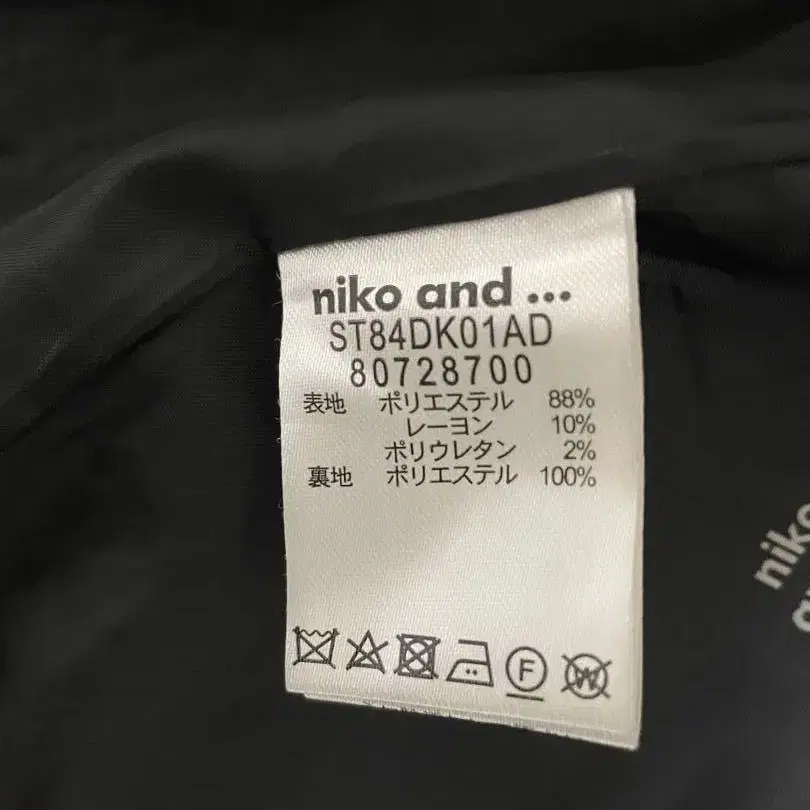 niko and ...
ST84DK01AD
80728700
表地 ポリエステル 88%
レーヨン 10%
ポリウレタン 2%
裏地 ポリエステル 100%
F
W
niko